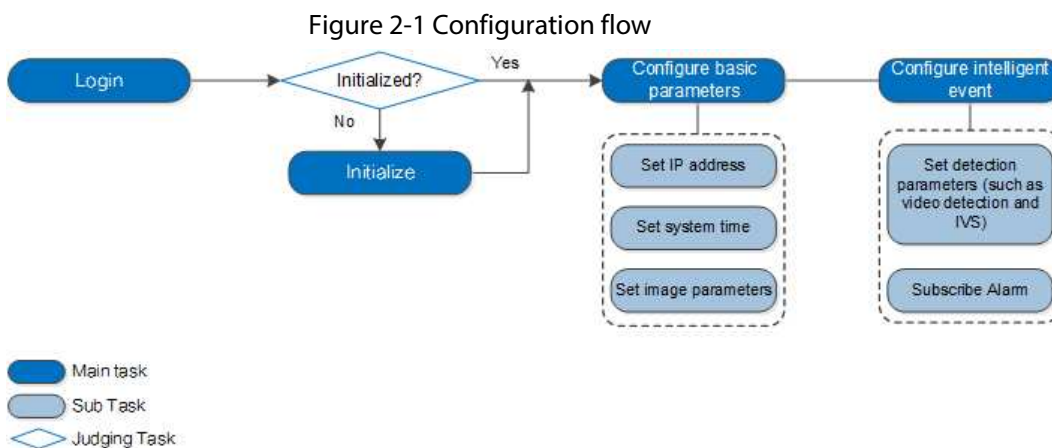 Figure 2-1 Configuration flow
Login
Initialized?
Yes
No
Initialize
Configure basic
parameters
Set IP address
Set system time
Set image parameters
Configure intelligent
event
Set detection
parameters (such as
video detection and
IVS)
Subscribe Alarm
Main task
Sub Task
Judging Task